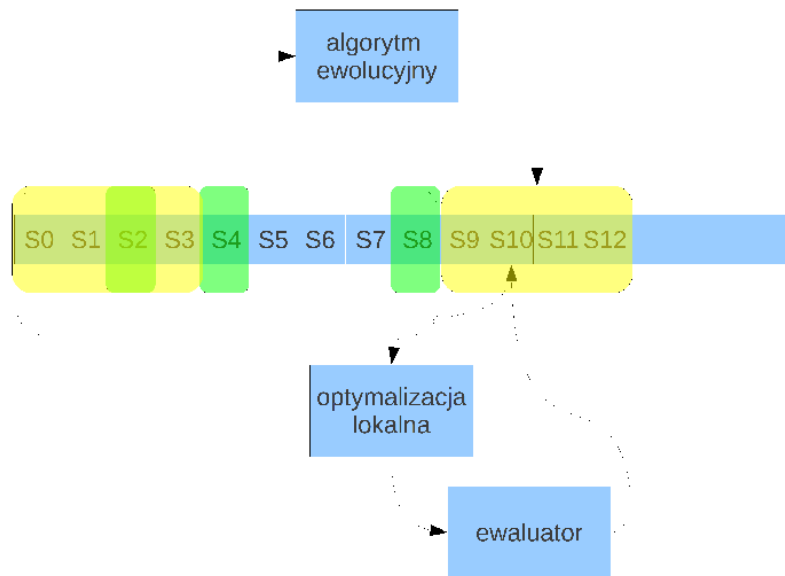 algorytm
ewolucyjny
S0 S1 S2 S3 S4 S5 S6 S7 S8 S9 S10 S11 S12
optymalizacja
lokalna
ewaluator